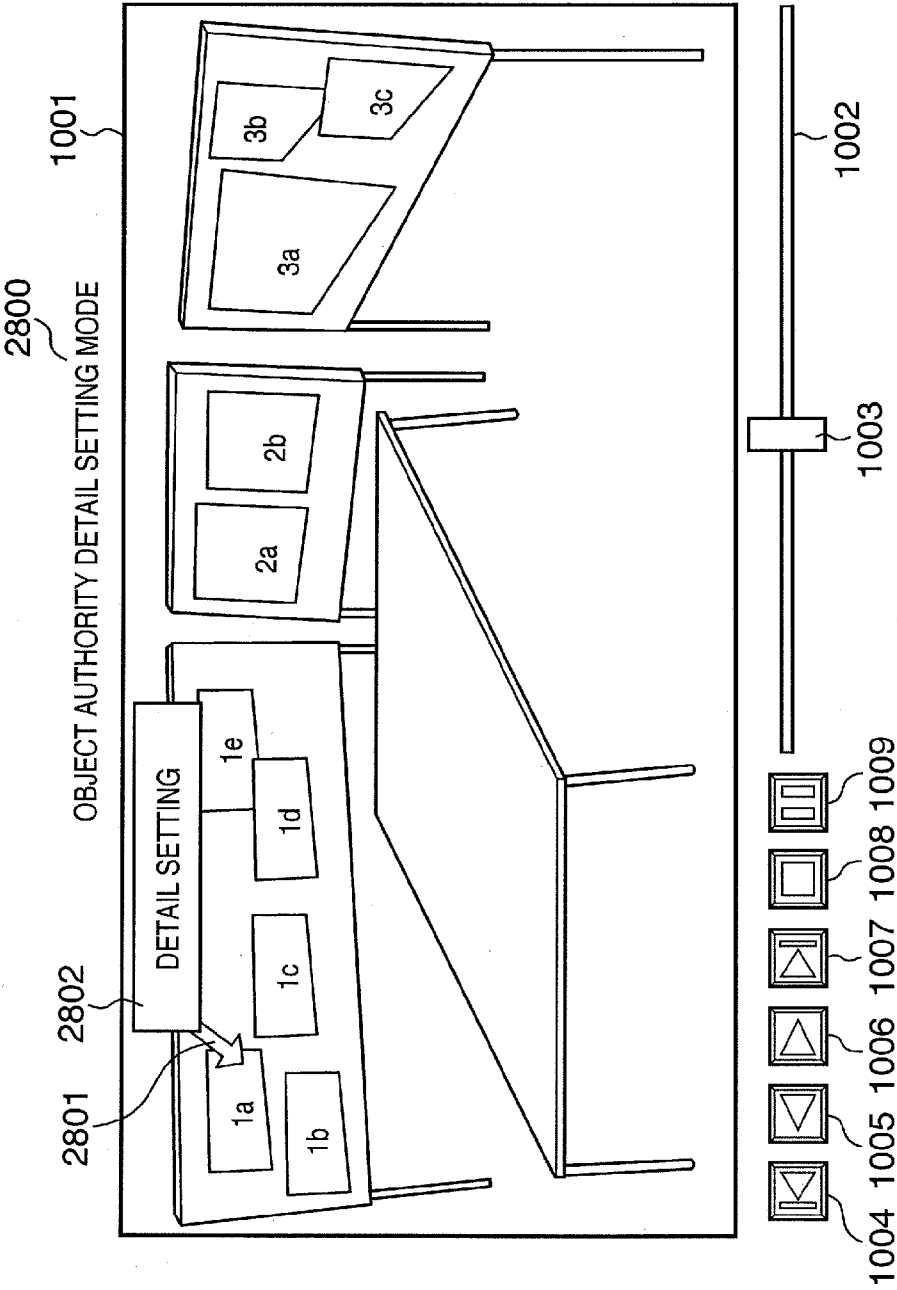 2800
OBJECT AUTHORITY DETAIL SETTING MODE
1001
2801
2802
DETAIL SETTING
1a
1b
1c
1d
1e
2a
2b
3a
3b
3c
1004
1005
1006
1007
1008
1009
1003
1002